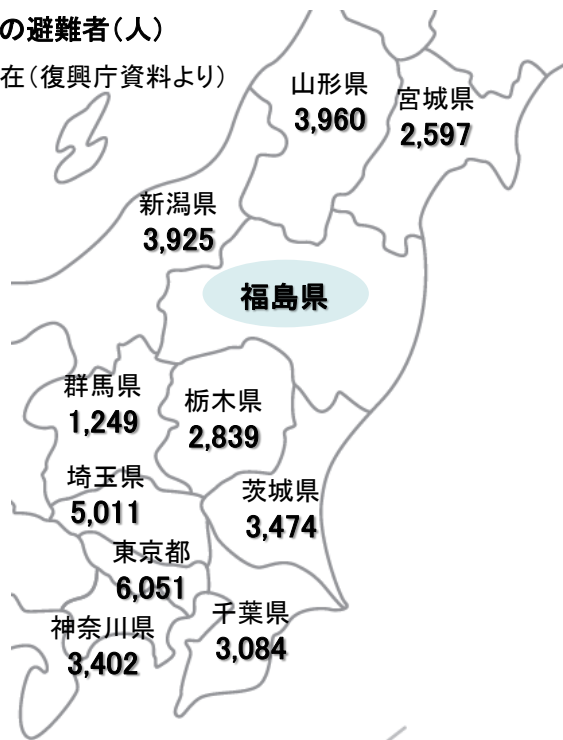 の避難者（人）
在（復興庁資料より）
山形県
3,960
宮城県
2,597
新潟県
3,925
福島県
群馬県
1,249
栃木県
2,839
埼玉県
5,011
茨城県
3,474
東京都
6,051
神奈川県
3,402
千葉県
3,084